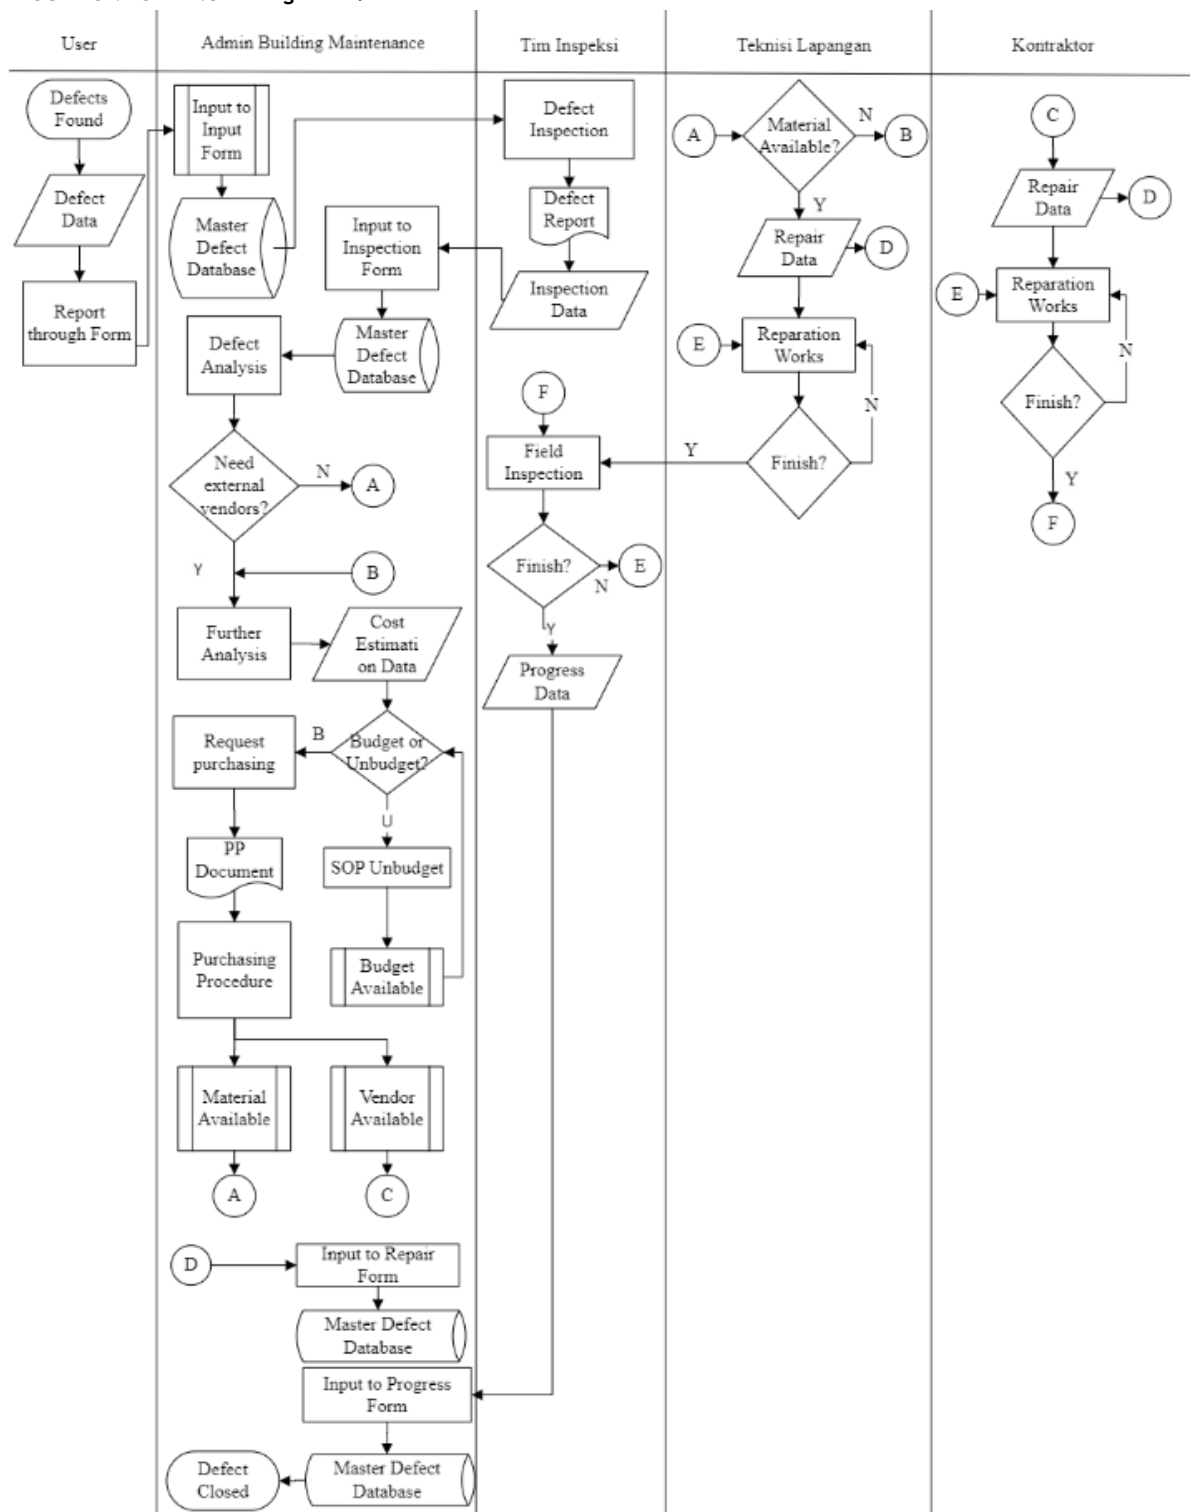 User
Admin Building Maintenance
Tim Inspeksi
Teknisi Lapangan
Kontraktor
Defects
Found
Defect
Data
Report
through Form
Input to
Input
Form
Master
Defect
Database
Input to
Inspection
Form
Master
Defect
Database
Defect
Analysis
Need
external
vendors?
N
A
Y
B
Further
Analysis
Cost
Estimati
on Data
Budget or
Unbudget?
B
Request
purchasing
U
PP
Document
SOP Unbudget
Purchasing
Procedure
Budget
Available
Material
Available
Vendor
Available
A
C
D
Input to Repair
Form
Master Defect
Database
Input to Progress
Form
Master Defect
Database
Defect
Closed
Defect
Inspection
Defect
Report
Inspection
Data
F
Field
Inspection
Finish?
N
E
Y
Progress
Data
A
Material
Available?
N
B
Y
Repair
Data
D
E
Reparation
Works
N
Finish?
Y
C
Repair
Data
D
E
Reparation
Works
N
Finish?
Y
F